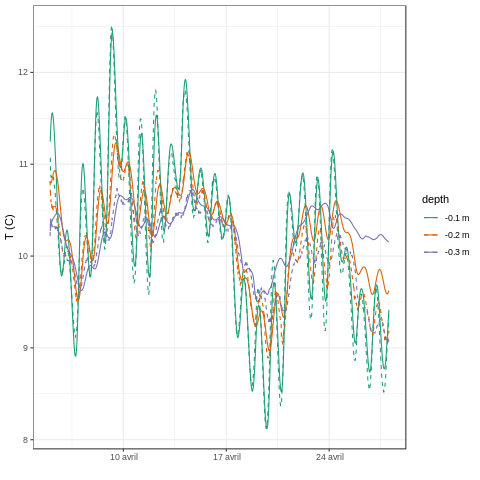 12
11
10
9
8
T (C)
10 avril
17 avril
24 avril
depth
-0.1 m
-0.2 m
-0.3 m